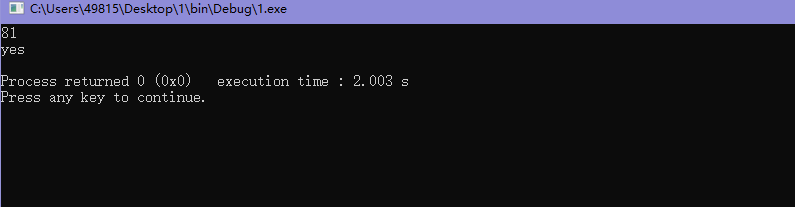 C:\Users\49815\Desktop\1\bin\Debug\1.exe
81
yes
Process returned 0 (0x0)   execution time : 2.003 s
Press any key to continue.